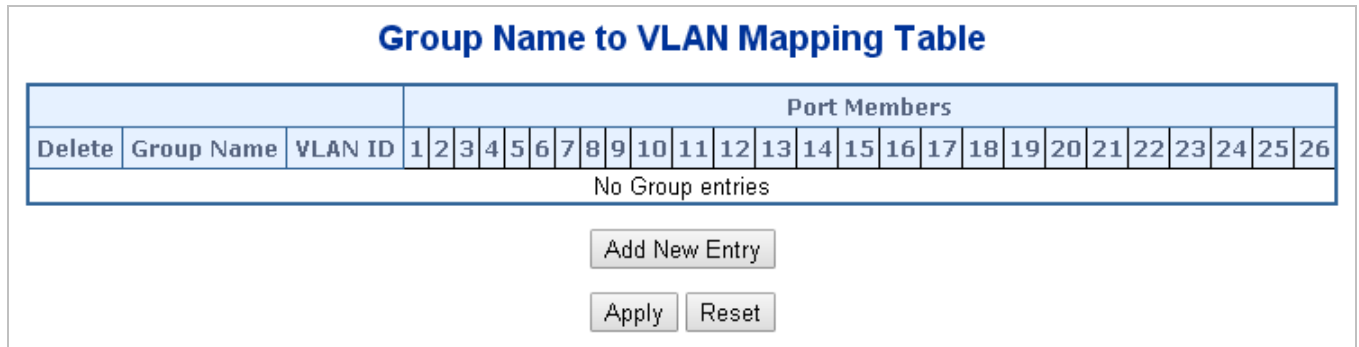 Group Name to VLAN Mapping Table
Port Members
Delete Group Name VLAN ID 1 2 3 4 5 6 7 8 9 10 11 12 13 14 15 16 17 18 19 20 21 22 23 24 25 26
No Group entries
Add New Entry
Apply Reset